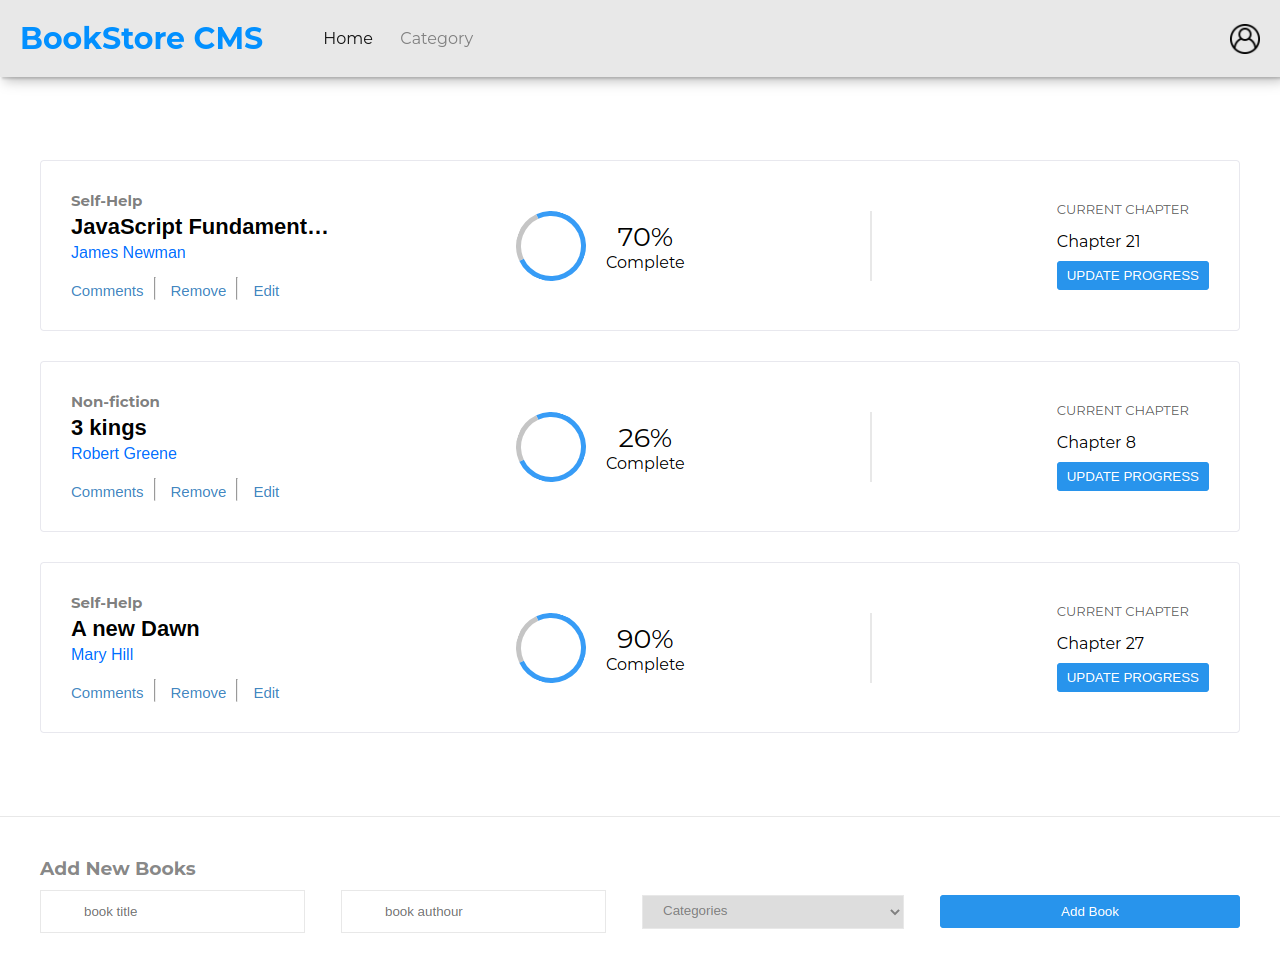 BookStore CMS Home Category
Self-Help
JavaScript Fundament...
James Newman
Comments Remove Edit
70%
Complete
CURRENT CHAPTER
Chapter 21
UPDATE PROGRESS
Non-fiction
3 kings
Robert Greene
Comments Remove Edit
26%
Complete
CURRENT CHAPTER
Chapter 8
UPDATE PROGRESS
Self-Help
A new Dawn
Mary Hill
Comments Remove Edit
90%
Complete
CURRENT CHAPTER
Chapter 27
UPDATE PROGRESS
Add New Books
book title book authour Categories Add Book